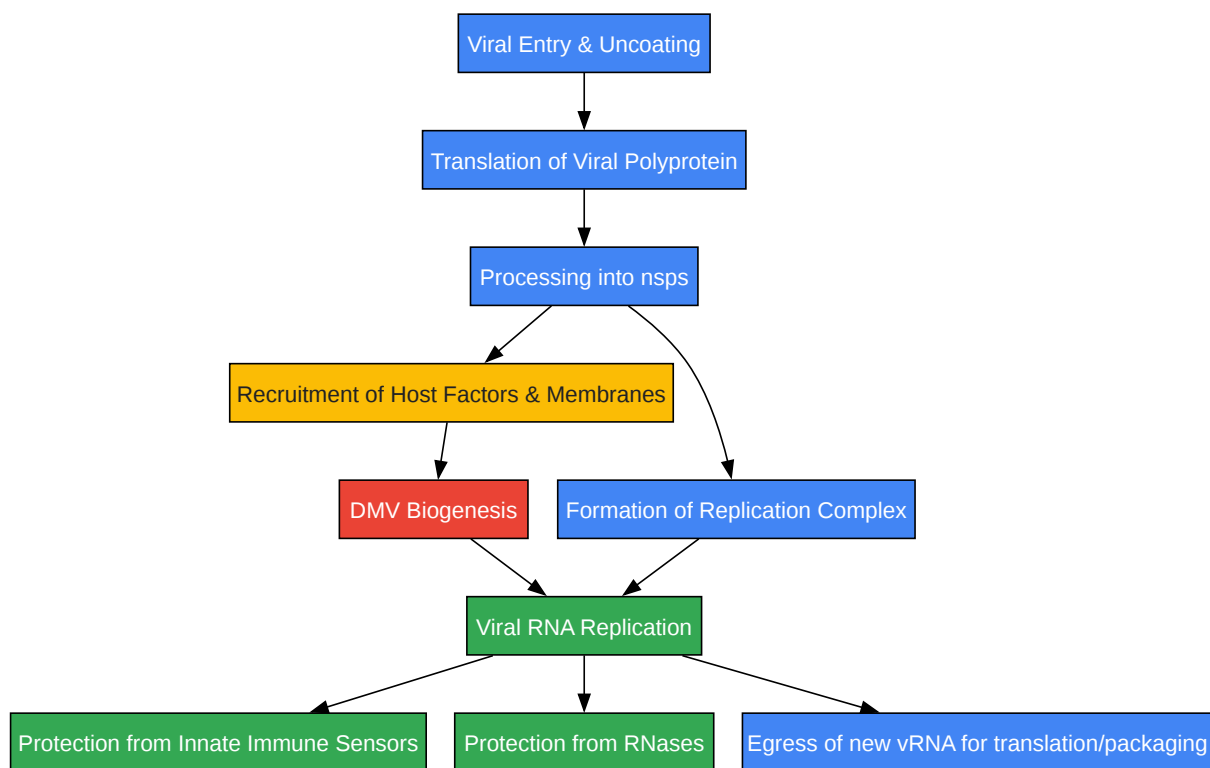 Viral Entry & Uncoating
Translation of Viral Polyprotein
Processing into nsps
Recruitment of Host Factors & Membranes
DMV Biogenesis
Formation of Replication Complex
Viral RNA Replication
Protection from Innate Immune Sensors
Protection from RNases
Egress of new vRNA for translation/packaging